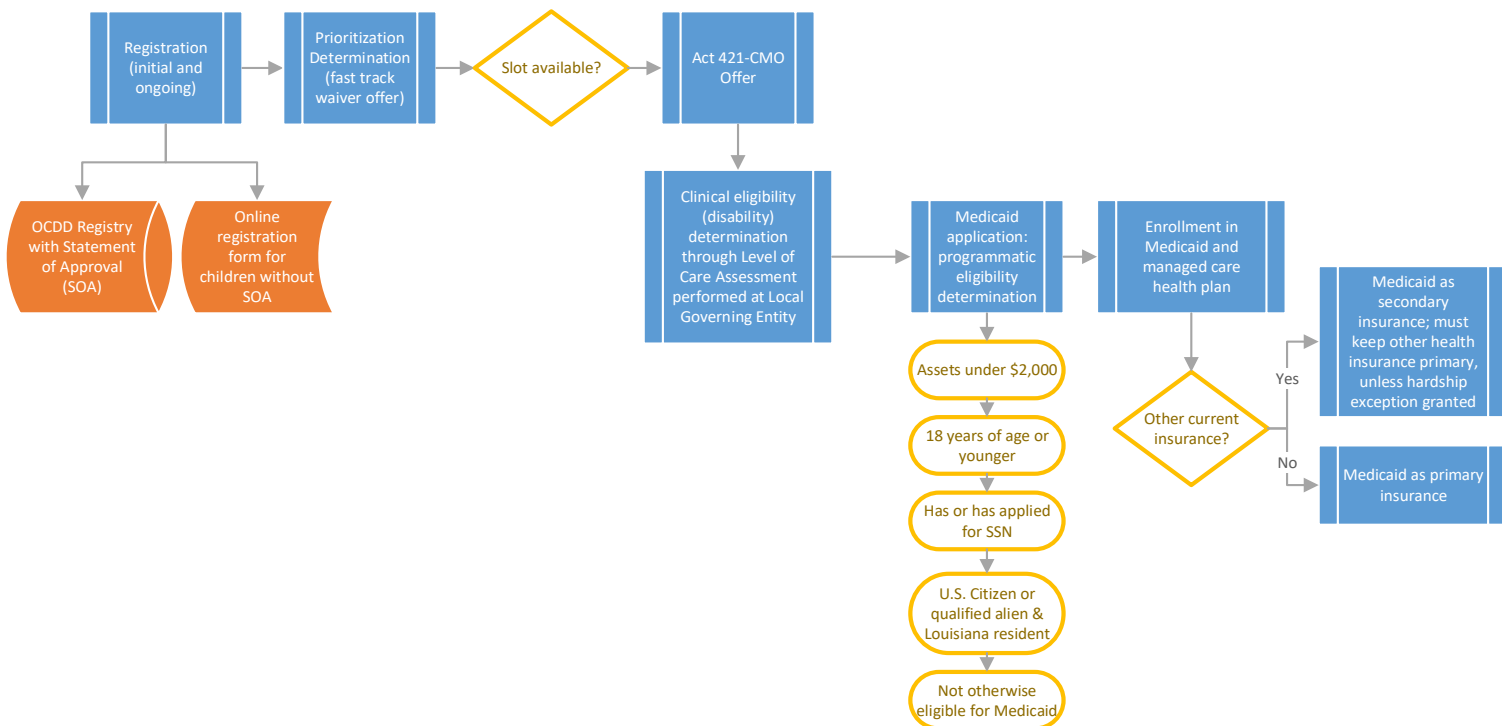 Registration
(initial and
ongoing)
Prioritization
Determination
(fast track
waiver offer)
Slot available?
Act 421-CMO
Offer
OCDD Registry
with Statement
of Approval
(SOA)
Online
registration
form for
children without
SOA
Clinical eligibility
(disability)
determination
through Level of
Care Assessment
performed at Local
Governing Entity
Medicaid
application:
programmatic
eligibility
determination
Enrollment in
Medicaid and
managed care
health plan
Assets under $2,000
18 years of age or
younger
Has or has applied
for SSN
U.S. Citizen or
qualified alien &
Louisiana resident
Not otherwise
eligible for Medicaid
Other current
insurance?
Yes
Medicaid as
secondary
insurance; must
keep other health
insurance primary,
unless hardship
exception granted
No
Medicaid as primary
insurance